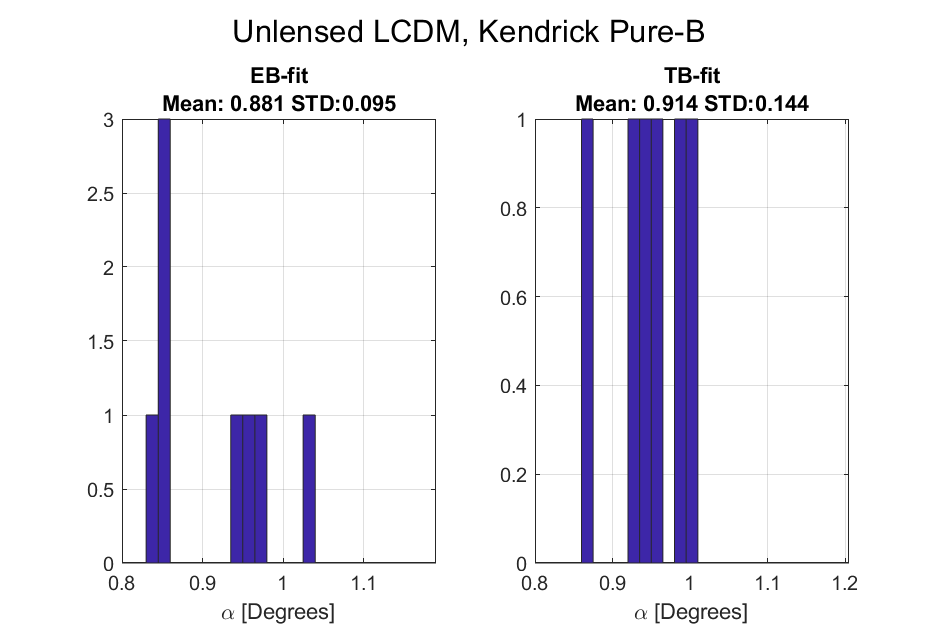 Unlensed LCDM, Kendrick Pure-B
EB-fit
Mean: 0.881 STD:0.095
3
2.5
2
1.5
1
0.5
0
0.8 0.9 1 1.1
α [Degrees]
TB-fit
Mean: 0.914 STD:0.144
1
0.8
0.6
0.4
0.2
0
0.8 0.9 1 1.1 1.2
α [Degrees]